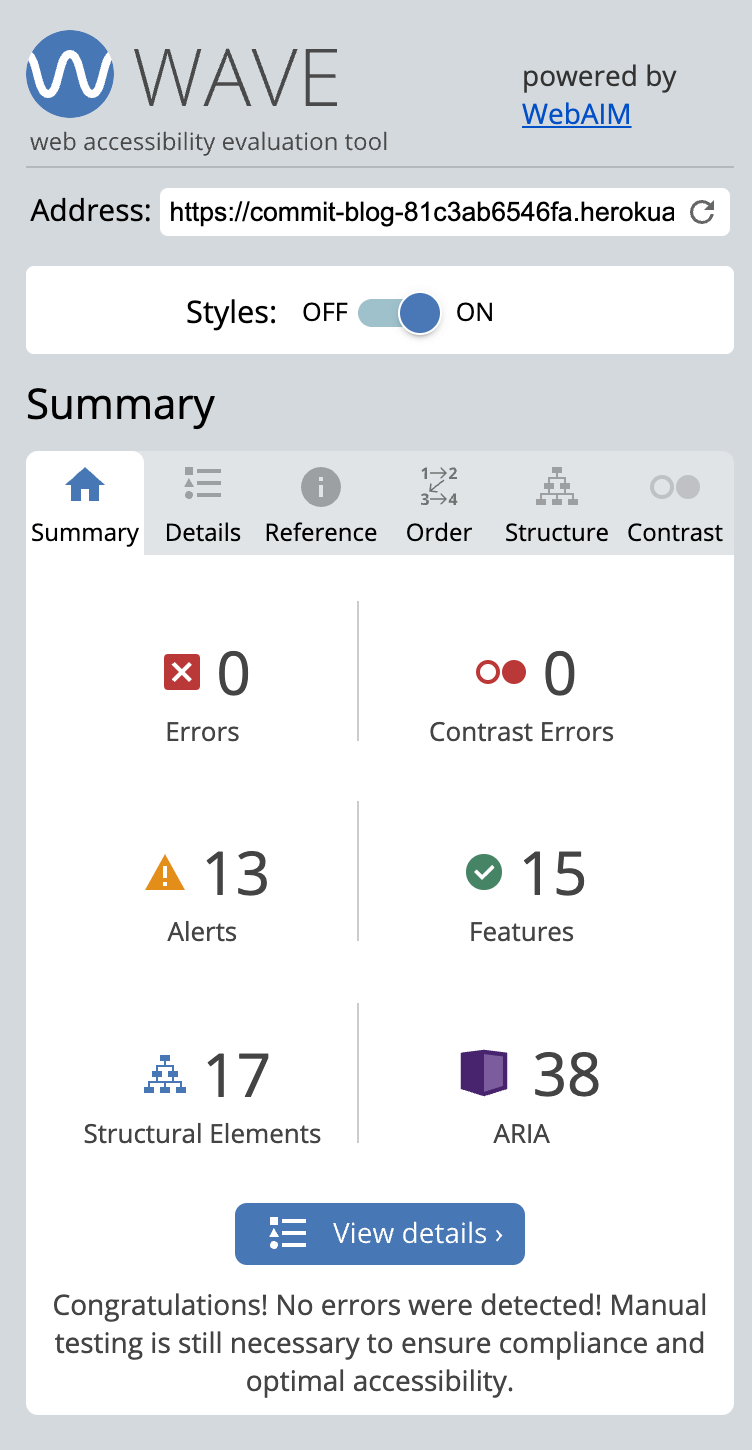 WAVE
powered by
WebAIM
web accessibility evaluation tool
Address: https://commit-blog-81c3ab6546fa.herokua
Styles: OFF ON
Summary
1→2
3→4
Summary Details Reference Order Structure Contrast
0 0
Errors Contrast Errors
13 15
Alerts Features
17 38
Structural Elements ARIA
View details ›
Congratulations! No errors were detected! Manual
testing is still necessary to ensure compliance and
optimal accessibility.